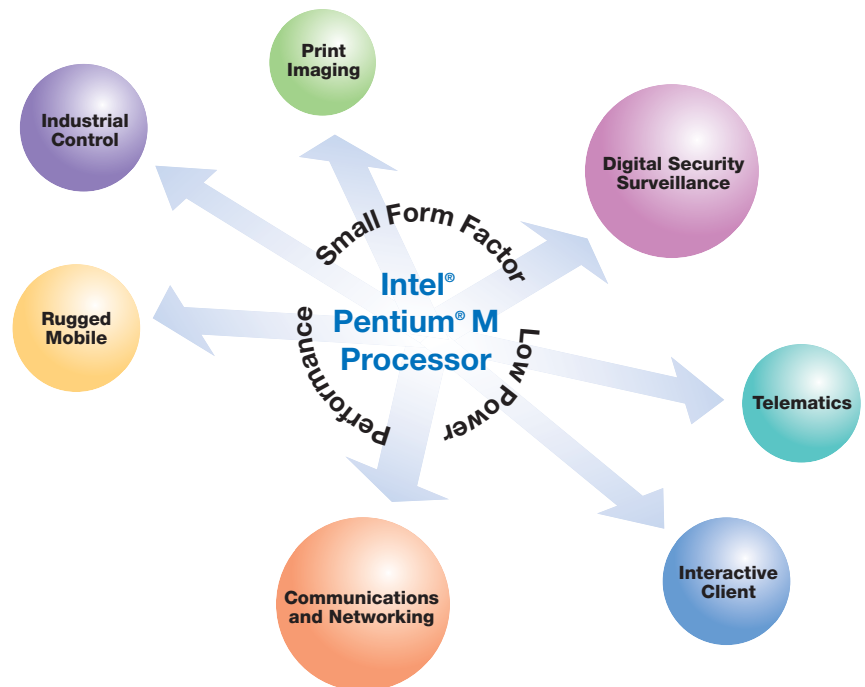 Print
Imaging
Industrial
Control
Digital Security
Surveillance
Small Form Factor
Intel®
Pentium® M
Processor
Performance
Low Power
Rugged
Mobile
Telematics
Interactive
Client
Communications
and Networking